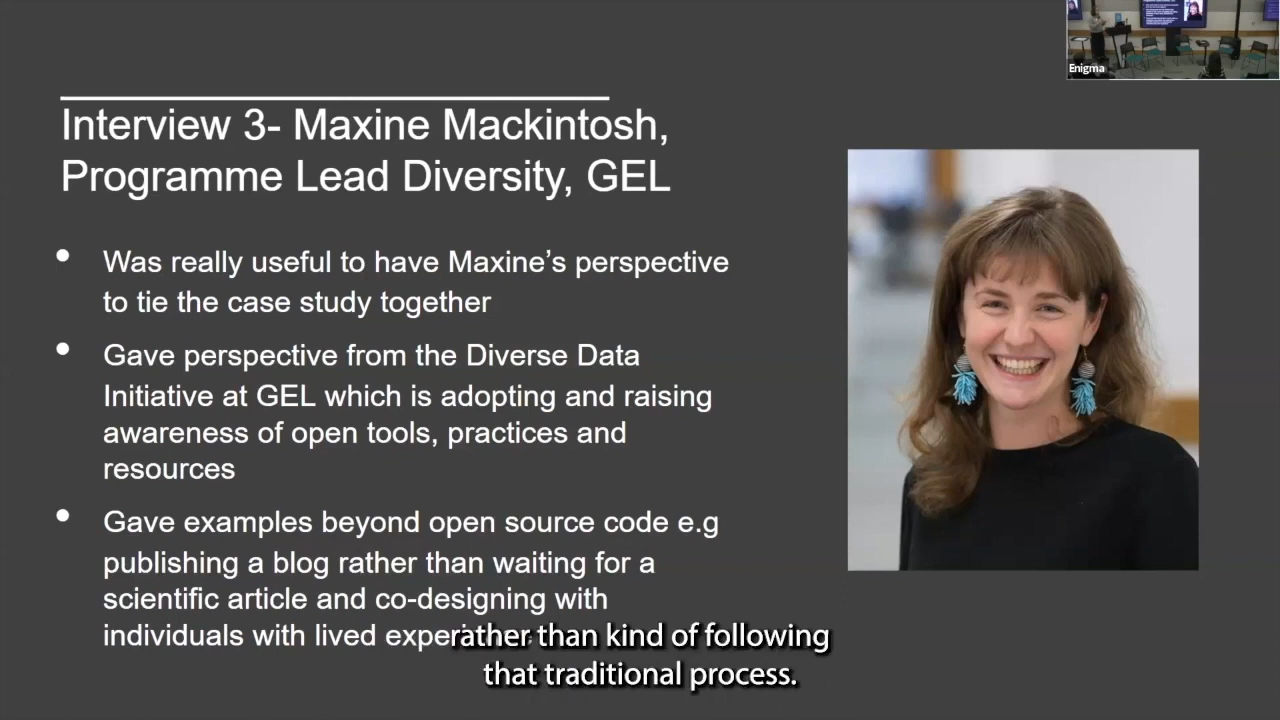 Enigma
Interview 3- Maxine Mackintosh,
Programme Lead Diversity, GEL
Was really useful to have Maxine’s perspective
to tie the case study together
Gave perspective from the Diverse Data
Initiative at GEL which is adopting and raising
awareness of open tools, practices and
resources
Gave examples beyond open source code e.g
publishing a blog rather than waiting for a
scientific article and co-designing with
individuals with lived
rather than kind of following
that traditional process.